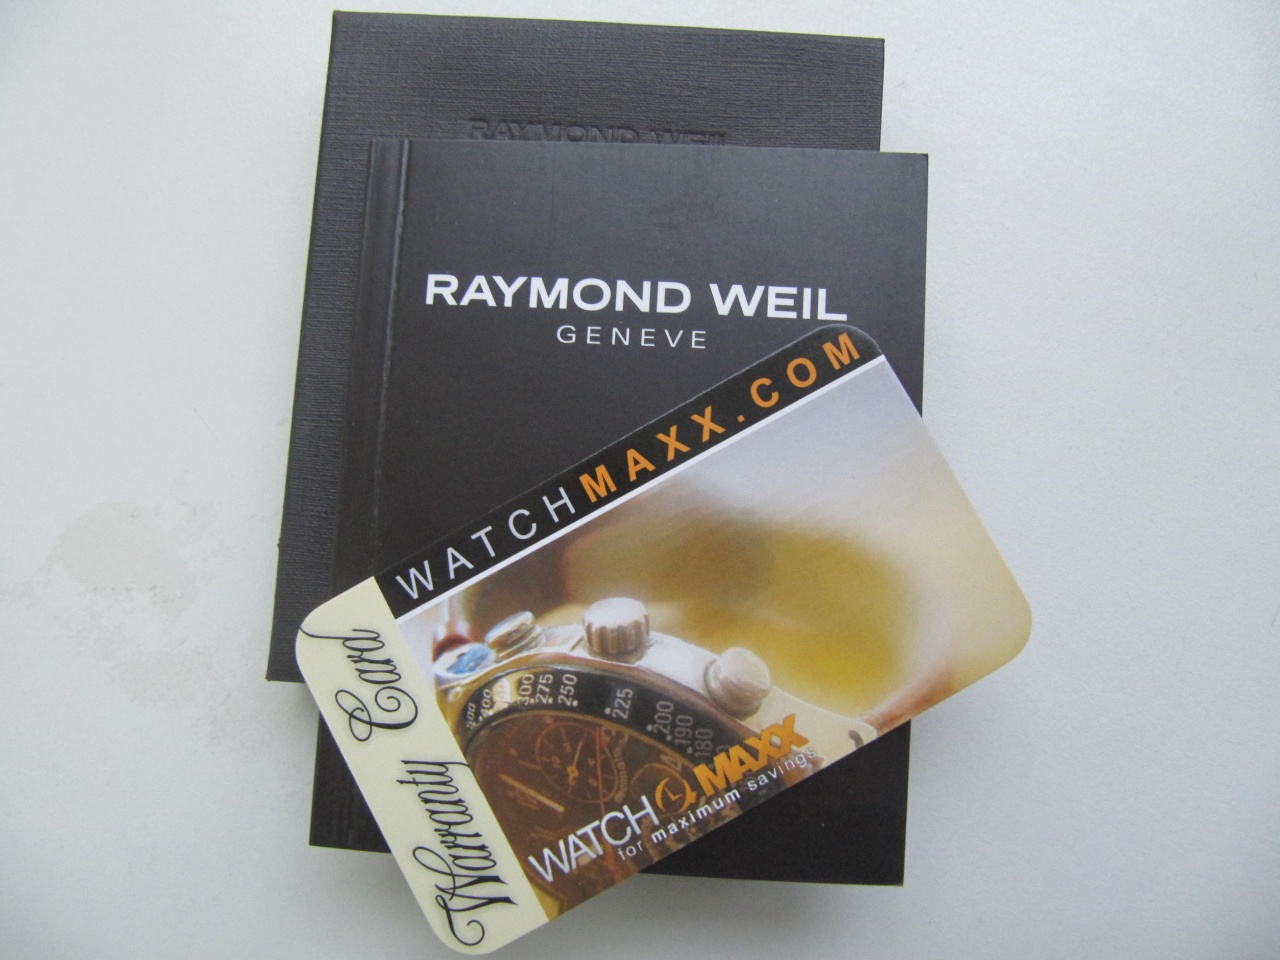 RAYMOND WEIL
RAYMOND WEIL
GENEVE
WATCHMAXX.COM
Warranty Card
300
275
250
225
200
190
180
WATCH MAXX
for maximum savings